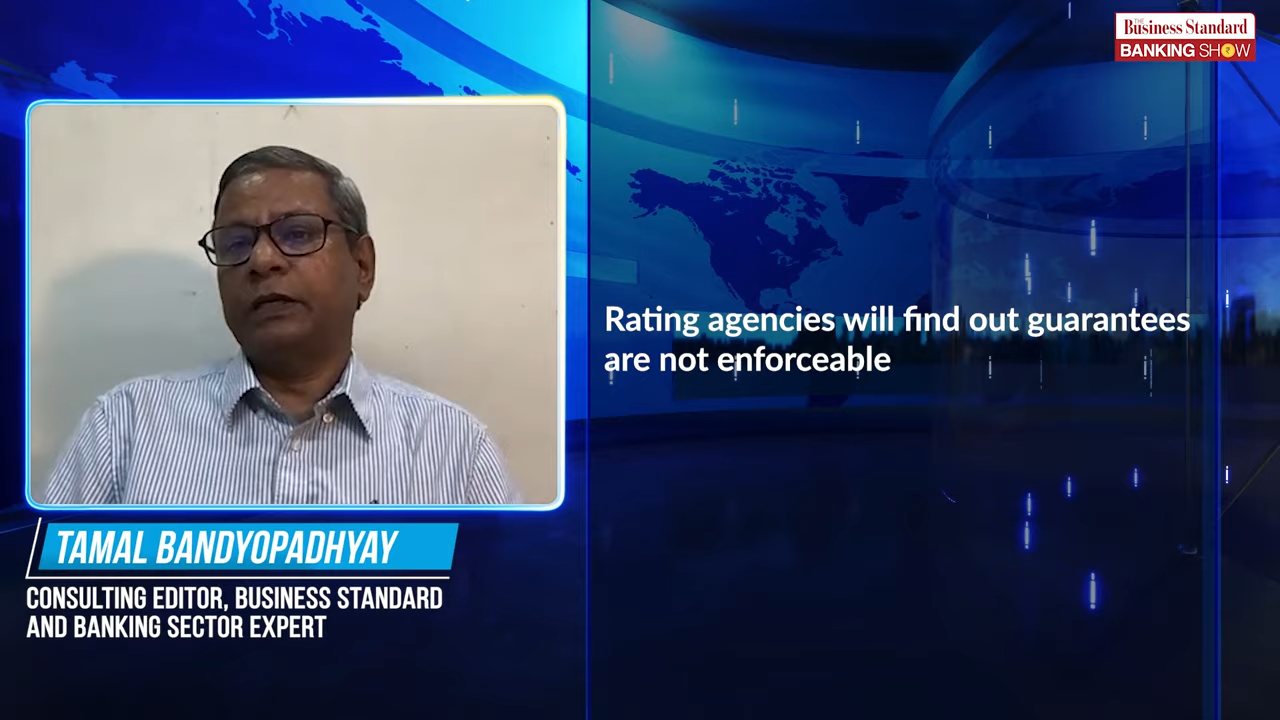 THE
Business Standard
BANKING SHOW
Rating agencies will find out guarantees
are not enforceable
TAMAL BANDYOPADHYAY
CONSULTING EDITOR, BUSINESS STANDARD
AND BANKING SECTOR EXPERT